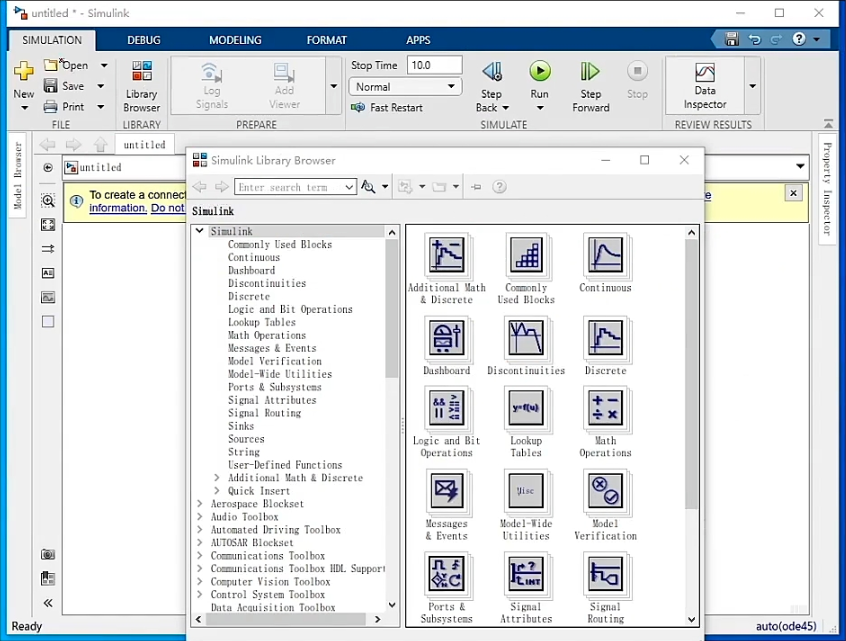 untitled * - Simulink
SIMULATION DEBUG MODELING FORMAT APPS
New
Open
Save
Print
FILE
Library
Browser
LIBRARY
Log
Signals
Add
Viewer
PREPARE
Stop Time 10.0
Normal
Fast Restart
Step
Back
Run
Step
Forward
Stop
SIMULATE
Data
Inspector
REVIEW RESULTS
Model Browser
untitled
untitled
Property Inspector
To create a connect
information. Do not
Simulink Library Browser
Enter search term
Simulink
Simulink
Commonly Used Blocks
Continuous
Dashboard
Discontinuities
Discrete
Logic and Bit Operations
Lookup Tables
Math Operations
Messages & Events
Model Verification
Model-Wide Utilities
Ports & Subsystems
Signal Attributes
Signal Routing
Sinks
Sources
String
User-Defined Functions
Additional Math & Discrete
Quick Insert
Aerospace Blockset
Audio Toolbox
Automated Driving Toolbox
AUTOSAR Blockset
Communications Toolbox
Communications Toolbox HDL Support
Computer Vision Toolbox
Control System Toolbox
Data Acquisition Toolbox
Additional Math
& Discrete
Commonly
Used Blocks
Continuous
Dashboard
Discontinuities
Discrete
Logic and Bit
Operations
y=f(u)
Lookup
Tables
Math
Operations
Messages
& Events
Misc
Model-Wide
Utilities
Model
Verification
Ports &
Subsystems
Signal
Attributes
Signal
Routing
Ready
auto(ode45)